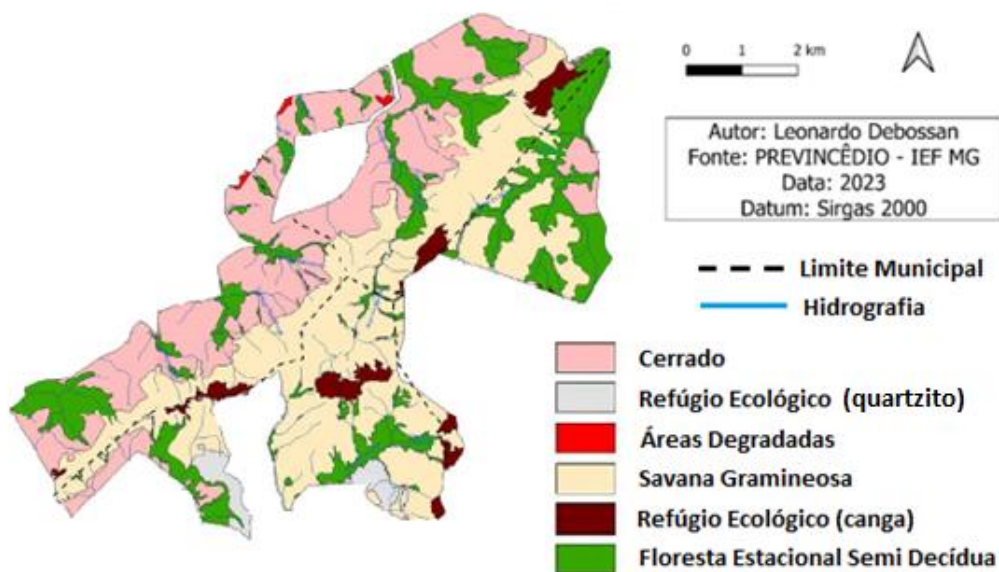 0 1 2 km
Autor: Leonardo Debossan
Fonte: PREVINCÊDIO - IEF MG
Data: 2023
Datum: Sirgas 2000
Limite Municipal
Hidrografia
Cerrado
Refúgio Ecológico (quartzito)
Áreas Degradadas
Savana Gramineosa
Refúgio Ecológico (canga)
Floresta Estacional Semi Decídua